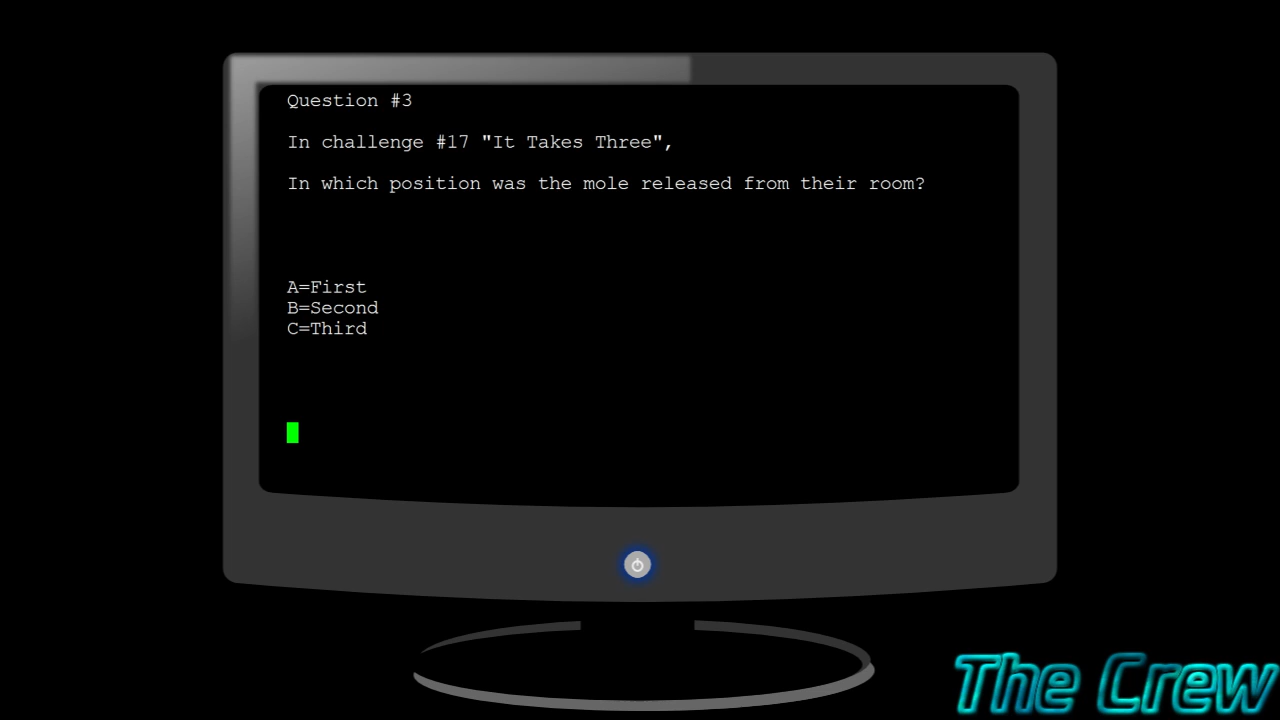 Question #3
In challenge #17 "It Takes Three",
In which position was the mole released from their room?
A=First
B=Second
C=Third
The Crew